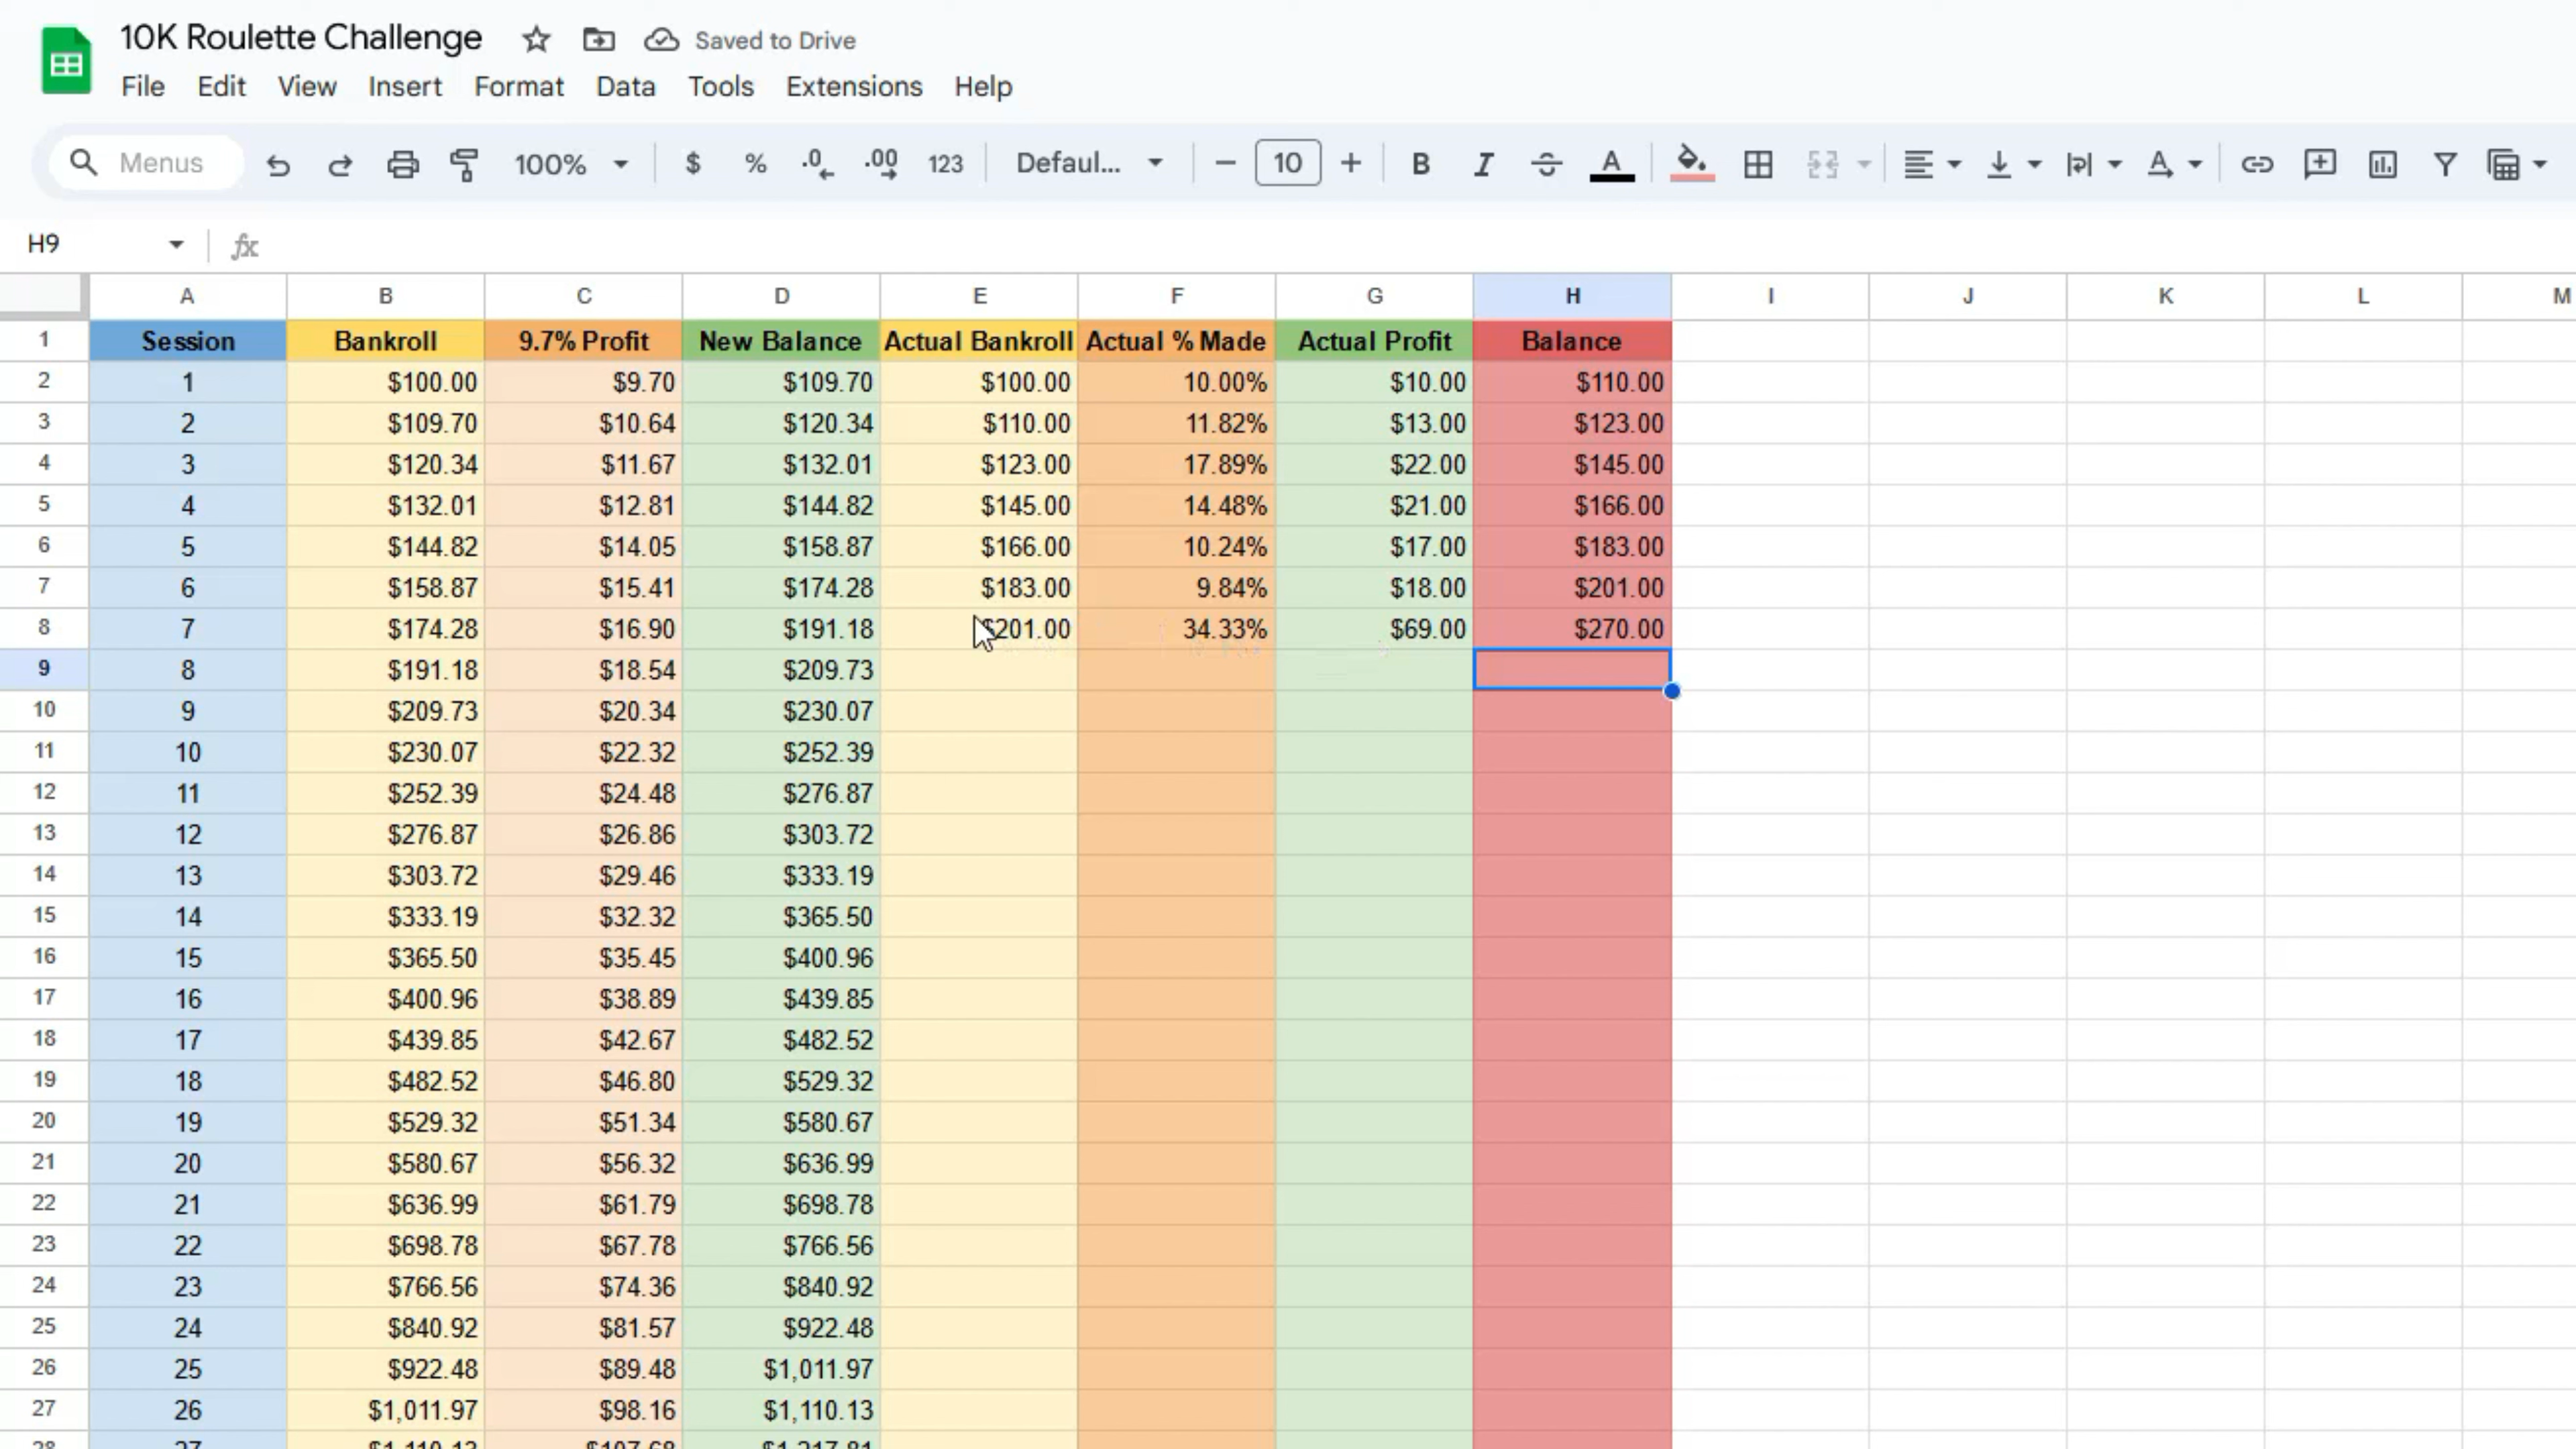 10K Roulette Challenge Saved to Drive
File Edit View Insert Format Data Tools Extensions Help
Menus 100% $ % .0 .00 123 Defaul... − 10 + B I A A
H9 fx
A B C D E F G H I J K L M
1 Session Bankroll 9.7% Profit New Balance Actual Bankroll Actual % Made Actual Profit Balance
2 1 $100.00 $9.70 $109.70 $100.00 10.00% $10.00 $110.00
3 2 $109.70 $10.64 $120.34 $110.00 11.82% $13.00 $123.00
4 3 $120.34 $11.67 $132.01 $123.00 17.89% $22.00 $145.00
5 4 $132.01 $12.81 $144.82 $145.00 14.48% $21.00 $166.00
6 5 $144.82 $14.05 $158.87 $166.00 10.24% $17.00 $183.00
7 6 $158.87 $15.41 $174.28 $183.00 9.84% $18.00 $201.00
8 7 $174.28 $16.90 $191.18 $201.00 34.33% $69.00 $270.00
9 8 $191.18 $18.54 $209.73
10 9 $209.73 $20.34 $230.07
11 10 $230.07 $22.32 $252.39
12 11 $252.39 $24.48 $276.87
13 12 $276.87 $26.86 $303.72
14 13 $303.72 $29.46 $333.19
15 14 $333.19 $32.32 $365.50
16 15 $365.50 $35.45 $400.96
17 16 $400.96 $38.89 $439.85
18 17 $439.85 $42.67 $482.52
19 18 $482.52 $46.80 $529.32
20 19 $529.32 $51.34 $580.67
21 20 $580.67 $56.32 $636.99
22 21 $636.99 $61.79 $698.78
23 22 $698.78 $67.78 $766.56
24 23 $766.56 $74.36 $840.92
25 24 $840.92 $81.57 $922.48
26 25 $922.48 $89.48 $1,011.97
27 26 $1,011.97 $98.16 $1,110.13